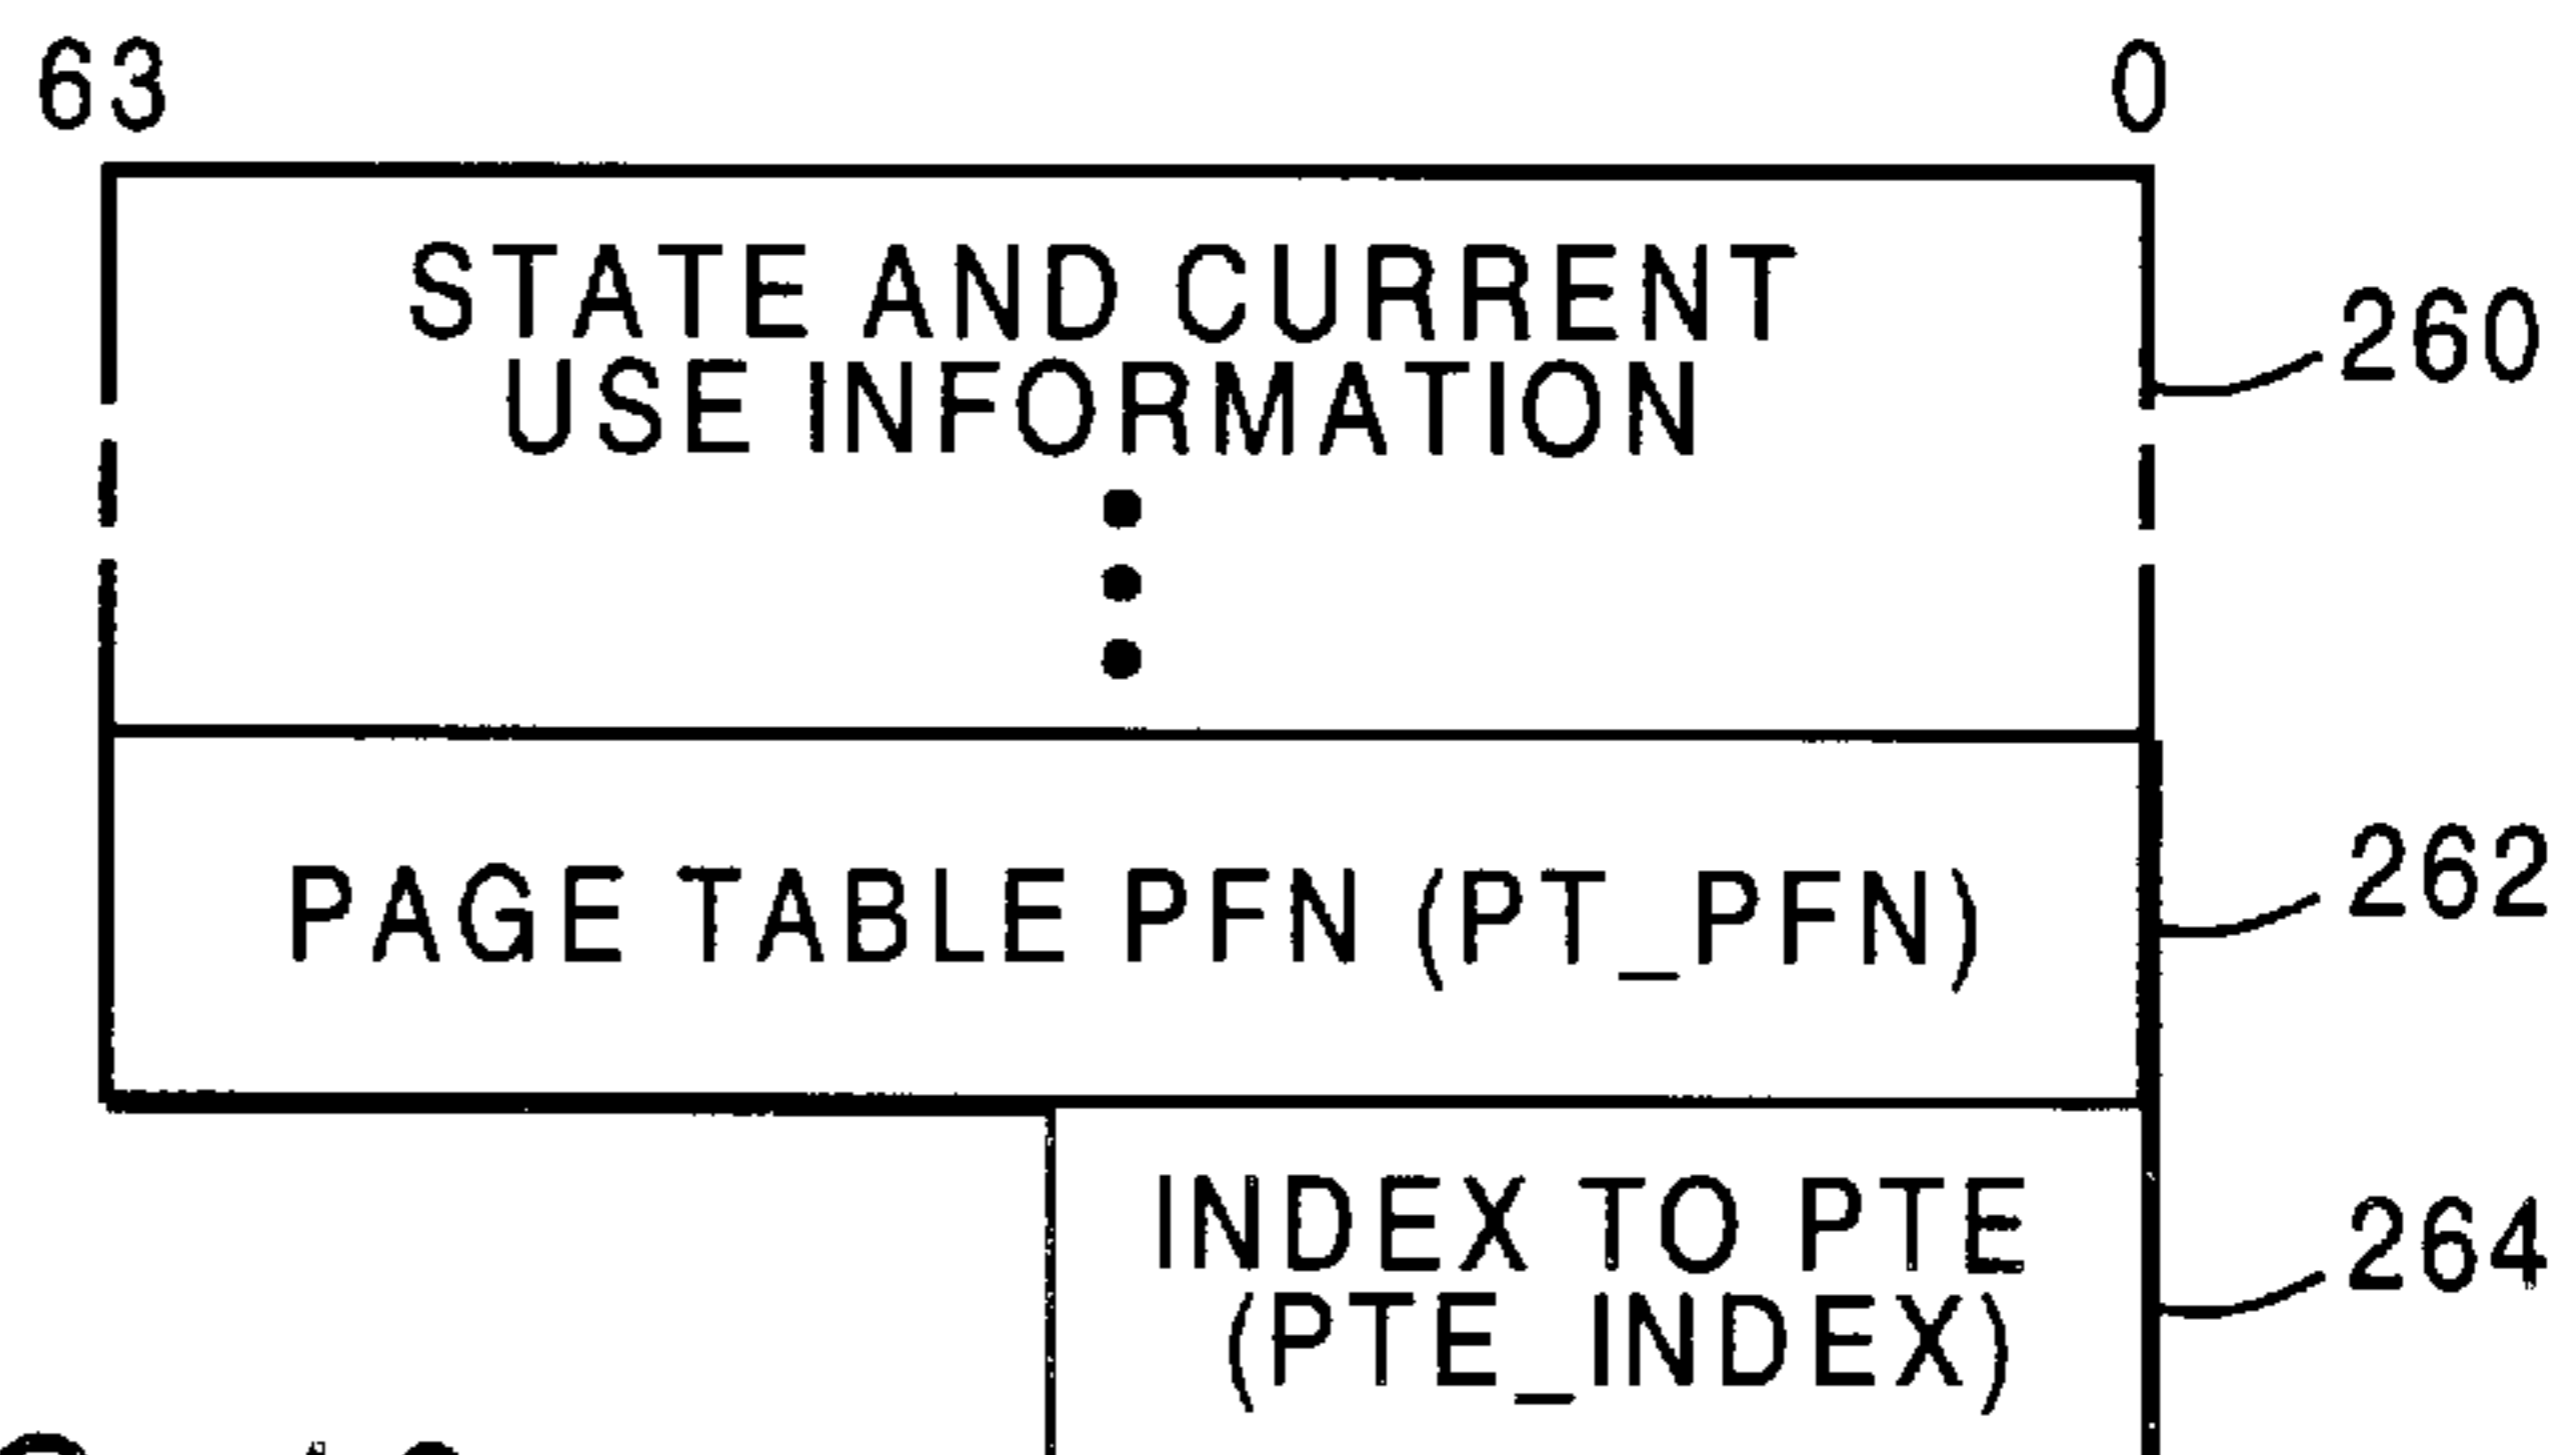 63 0
STATE AND CURRENT
USE INFORMATION
260
PAGE TABLE PFN (PT_PFN)
262
INDEX TO PTE
(PTE_INDEX)
264